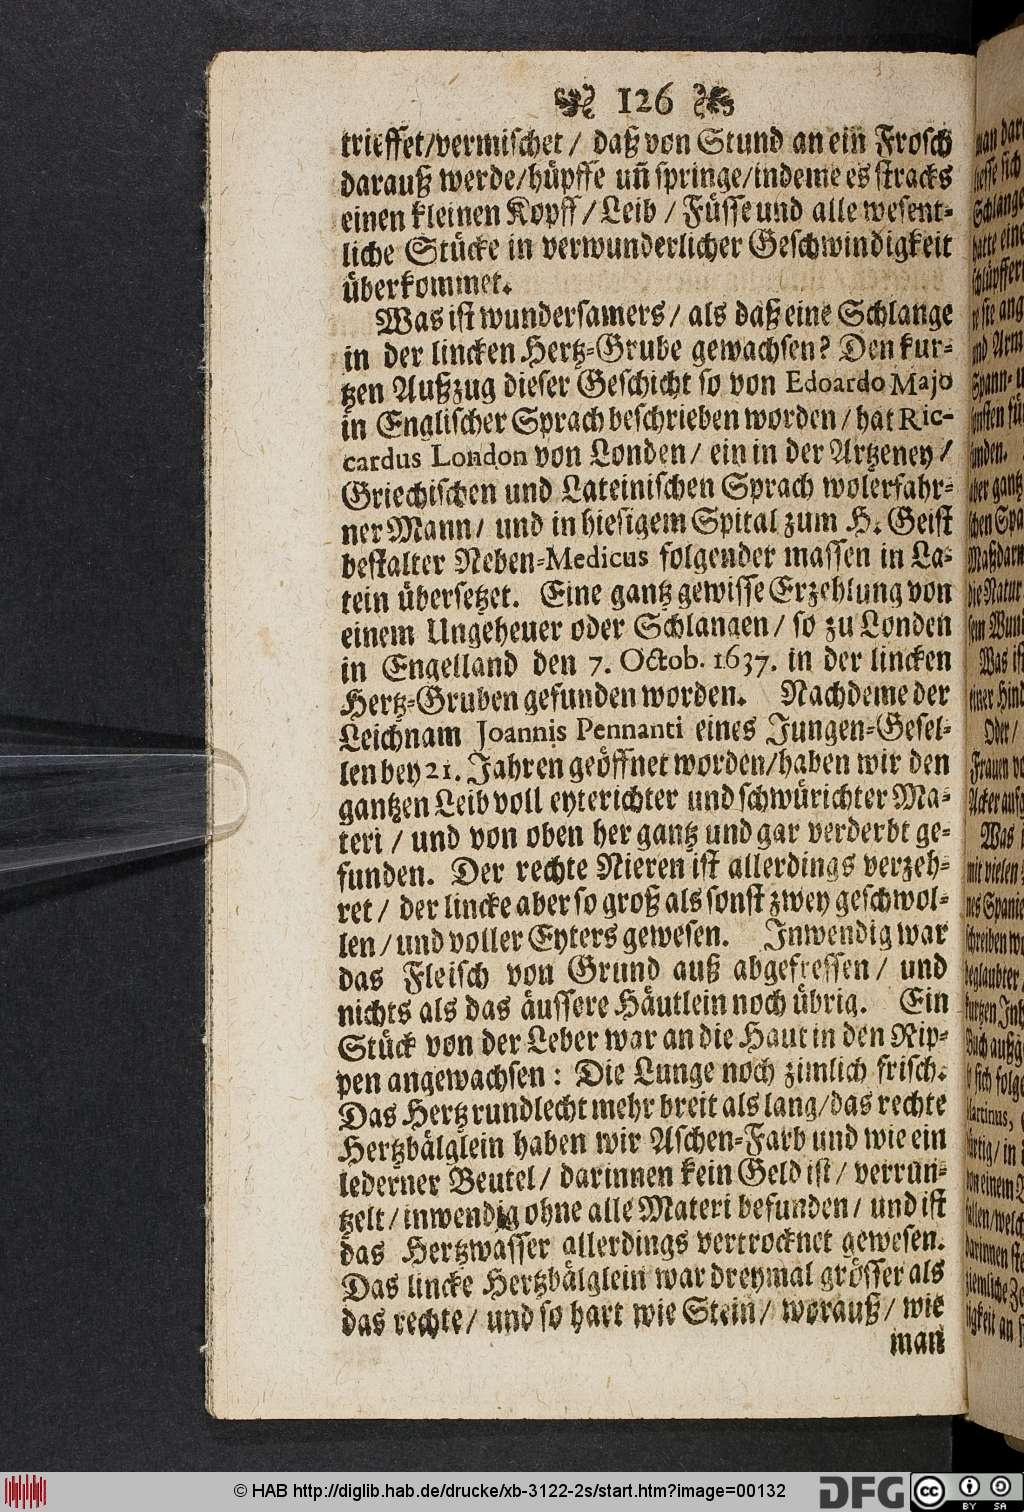 126
trieffet/vermischet / daß von Stund an ein Frosch
darauß werde/hüpffe uñ springe/indeme es stracks
einen kleinen Kopff / Leib / Füsse und alle wesent-
liche Stücke in verwunderlicher Geschwindigkeit
überkommet.
Was ist wundersamers / als daß eine Schlange
in der lincken Hertz-Grube gewachsen? Den kur-
tzen Außzug dieser Geschicht so von Edoardo Majo
in Englischer Sprach beschrieben worden / hat Ric-
cardus London von Londen / ein in der Artzeney /
Griechischen und Lateinischen Sprach wolerfahr-
ner Mann / und in hiesigem Spital zum H. Geist
bestalter Neben-Medicus folgender massen in La-
tein übersetzet. Eine gantz gewisse Erzehlung von
einem Ungeheuer oder Schlangen / so zu Londen
in Engelland den 7. Octob. 1637. in der lincken
Hertz-Gruben gefunden worden. Nachdeme der
Leichnam Joannis Pennanti eines Jungen-Gesel-
len bey 21. Jahren geöffnet worden/haben wir den
gantzen Leib voll eyterichter und schwürichter Ma-
teri / und von oben her gantz und gar verderbt ge-
funden. Der rechte Nieren ist allerdings verzeh-
ret / der lincke aber so groß als sonst zwey geschwol-
len / und voller Eyters gewesen. Inwendig war
das Fleisch von Grund auß abgefressen / und
nichts als das äussere Häutlein noch übrig. Ein
Stück von der Leber war an die Haut in den Rip-
pen angewachsen : Die Lunge noch zimlich frisch.
Das Hertz rundlecht mehr breit als lang/das rechte
Hertzbälglein haben wir Aschen-Farb und wie ein
lederner Beutel / darinnen kein Geld ist / verrun-
tzelt / inwendig ohne alle Materi befunden / und ist
das Hertzwasser allerdings vertrocknet gewesen.
Das lincke Hertzbälglein war dreymal grösser als
das rechte / und so hart wie Stein / worauß / wie
man
© HAB http://diglib.hab.de/drucke/xb-3122-2s/start.htm?image=00132
DFG
cc
BY SA